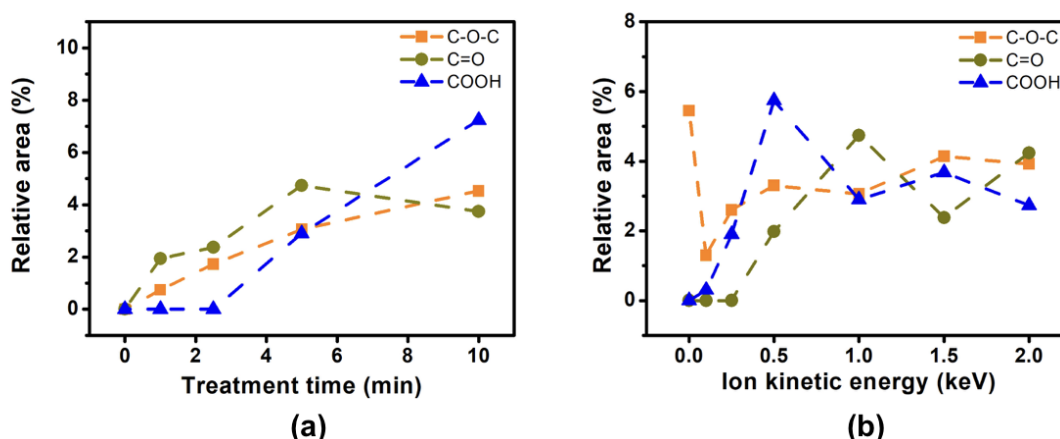 10
8
6
4
2
0
Relative area (%)
C-O-C
C=O
COOH
0
2
4
6
8
10
Treatment time (min)
(a)
8
6
4
2
0
Relative area (%)
C-O-C
C=O
COOH
0.0
0.5
1.0
1.5
2.0
Ion kinetic energy (keV)
(b)